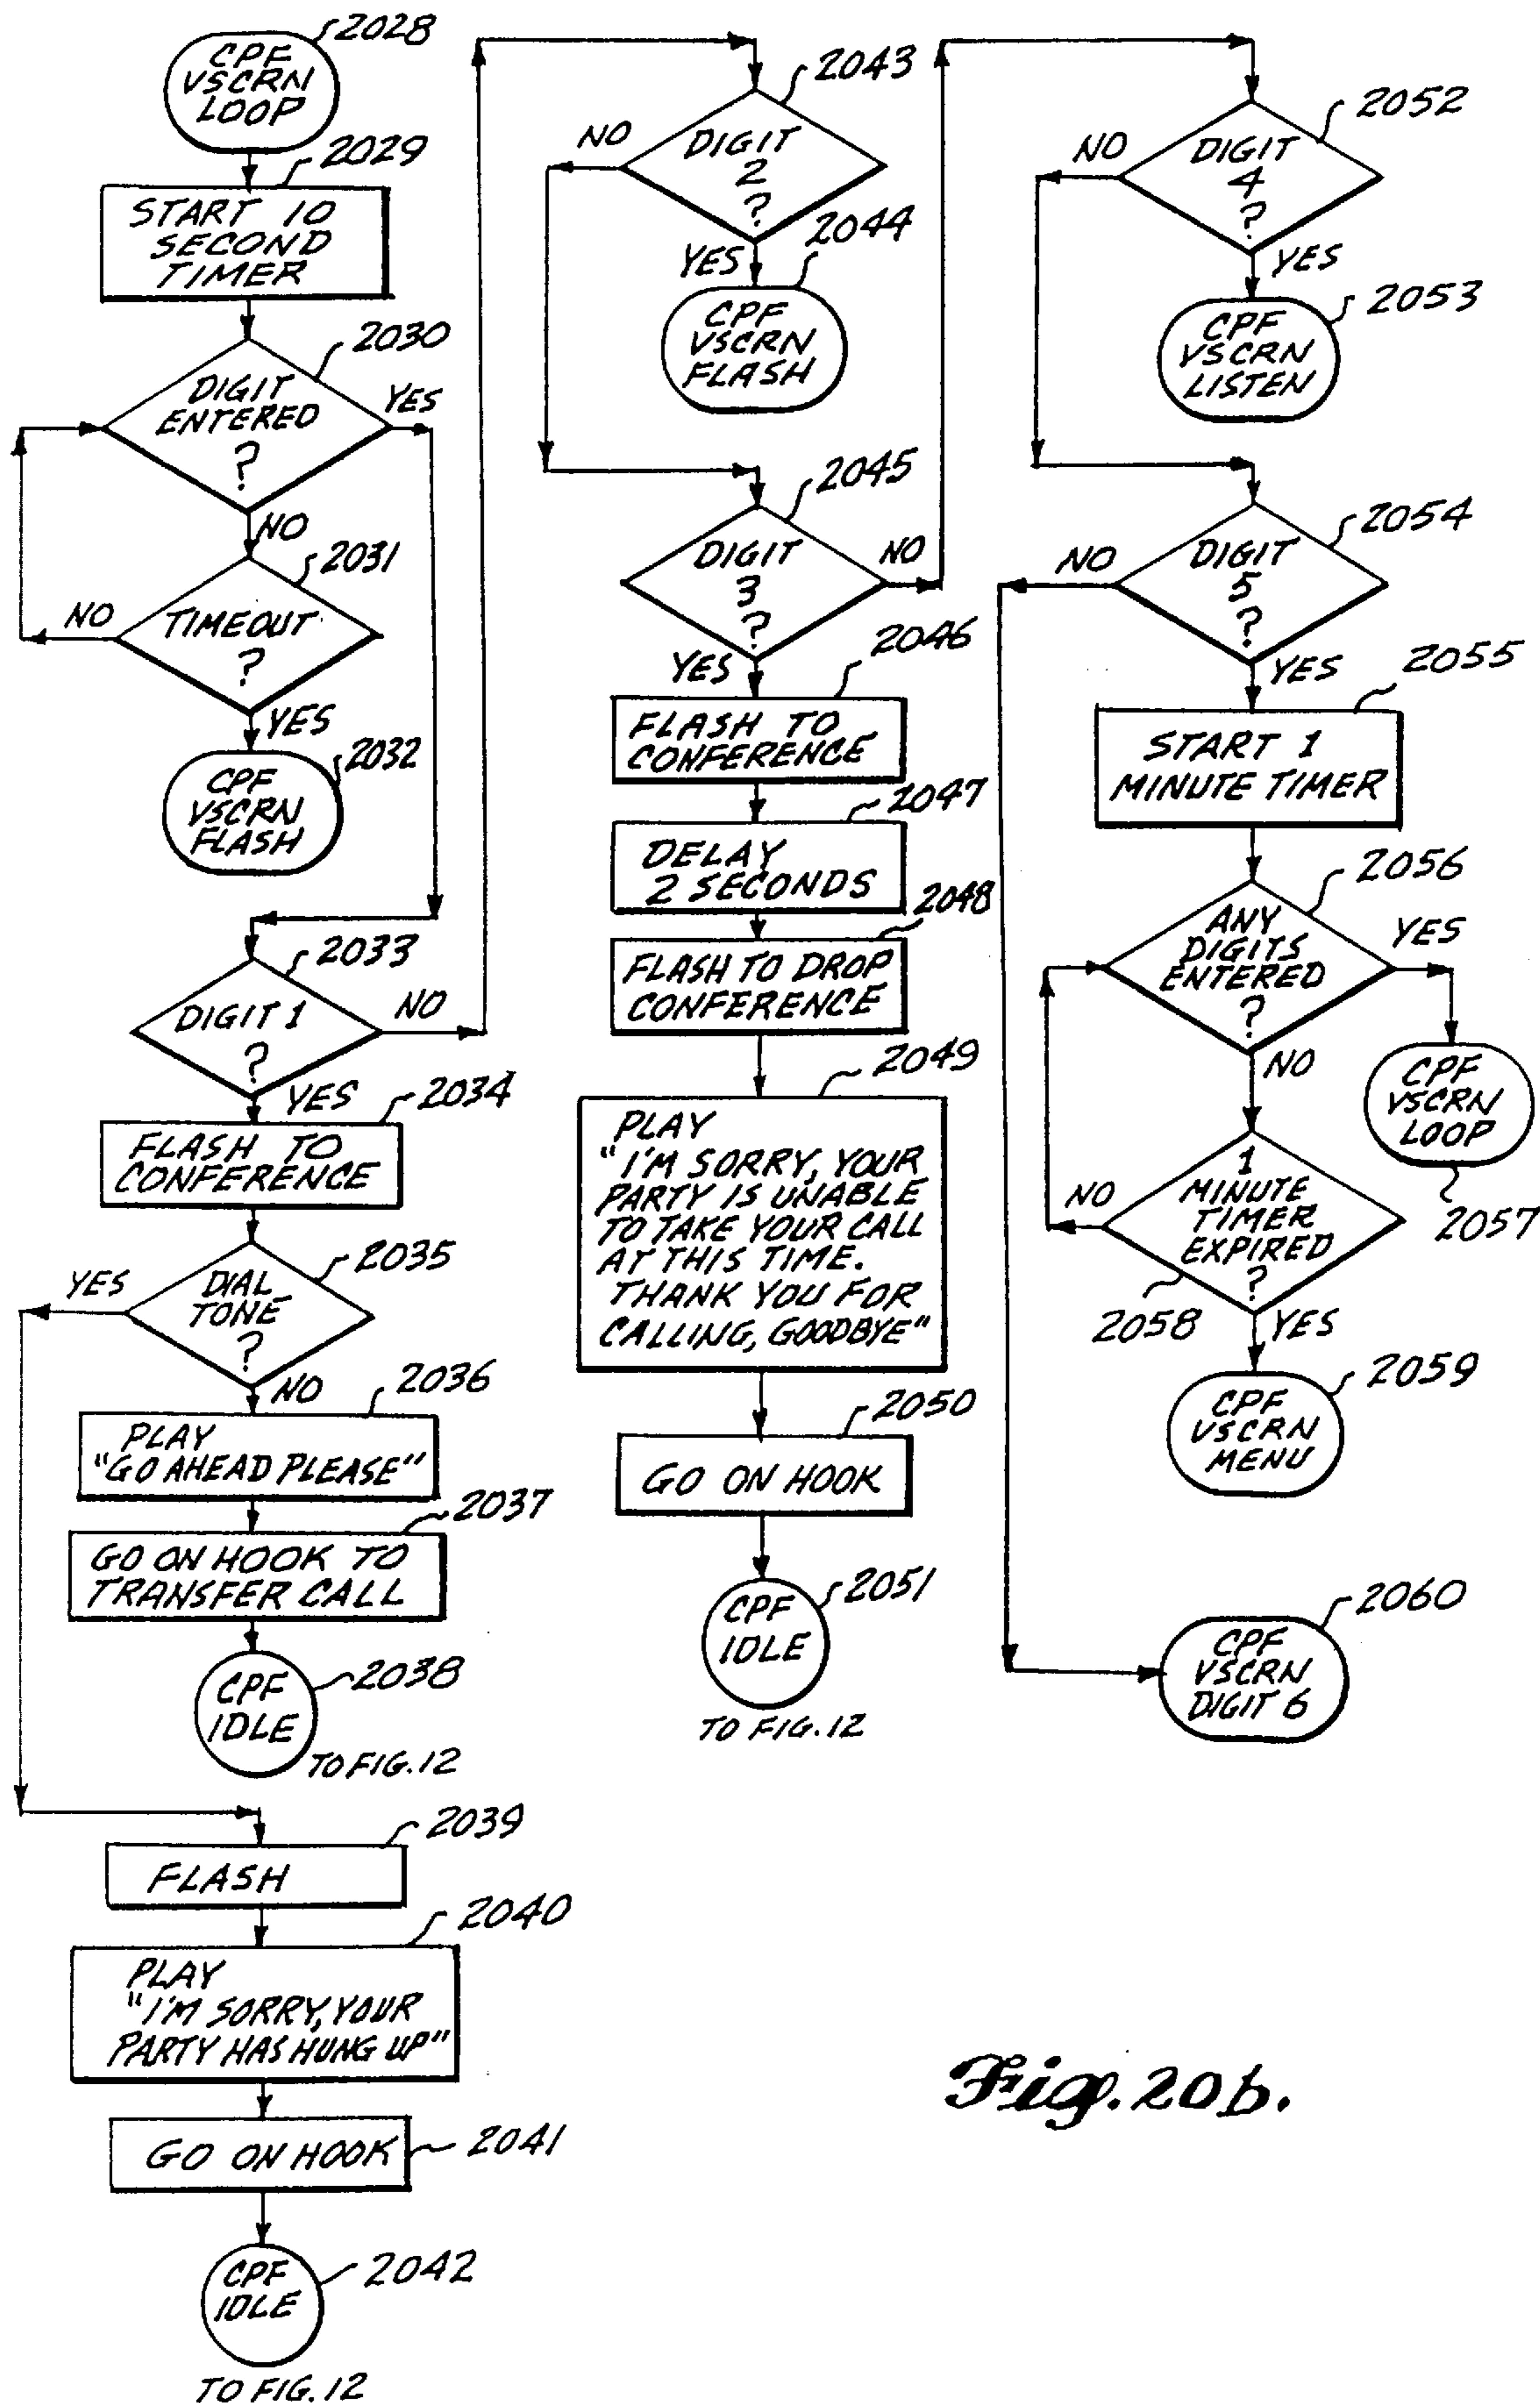 2028
CPF
VSCRN
LOOP
2029
START 10
SECOND
TIMER
2030
DIGIT
ENTERED
?
YES
NO
2031
TIMEOUT
?
NO
YES
2032
CPF
VSCRN
FLASH
2033
DIGIT 1
?
NO
YES
2034
FLASH TO
CONFERENCE
2035
DIAL
TONE
?
YES
NO
2036
PLAY
"GO AHEAD PLEASE"
2037
GO ON HOOK TO
TRANSFER CALL
2038
CPF
IDLE
TO FIG. 12
2039
FLASH
2040
PLAY
"I'M SORRY, YOUR
PARTY HAS HUNG UP"
2041
GO ON HOOK
2042
CPF
IDLE
TO FIG. 12
2043
DIGIT
2
?
NO
YES
2044
CPF
VSCRN
FLASH
2045
DIGIT
3
?
NO
YES
2046
FLASH TO
CONFERENCE
2047
DELAY
2 SECONDS
2048
FLASH TO DROP
CONFERENCE
2049
PLAY
"I'M SORRY, YOUR
PARTY IS UNABLE
TO TAKE YOUR CALL
AT THIS TIME.
THANK YOU FOR
CALLING, GOODBYE"
2050
GO ON HOOK
2051
CPF
IDLE
TO FIG. 12
2052
DIGIT
4
?
NO
YES
2053
CPF
VSCRN
LISTEN
2054
DIGIT
5
?
NO
YES
2055
START 1
MINUTE TIMER
2056
ANY
DIGITS
ENTERED
?
YES
NO
CPF
VSCRN
LOOP
2057
1
MINUTE
TIMER
EXPIRED
?
NO
2058
YES
2059
CPF
VSCRN
MENU
2060
CPF
VSCRN
DIGIT 6
Fig. 20b.